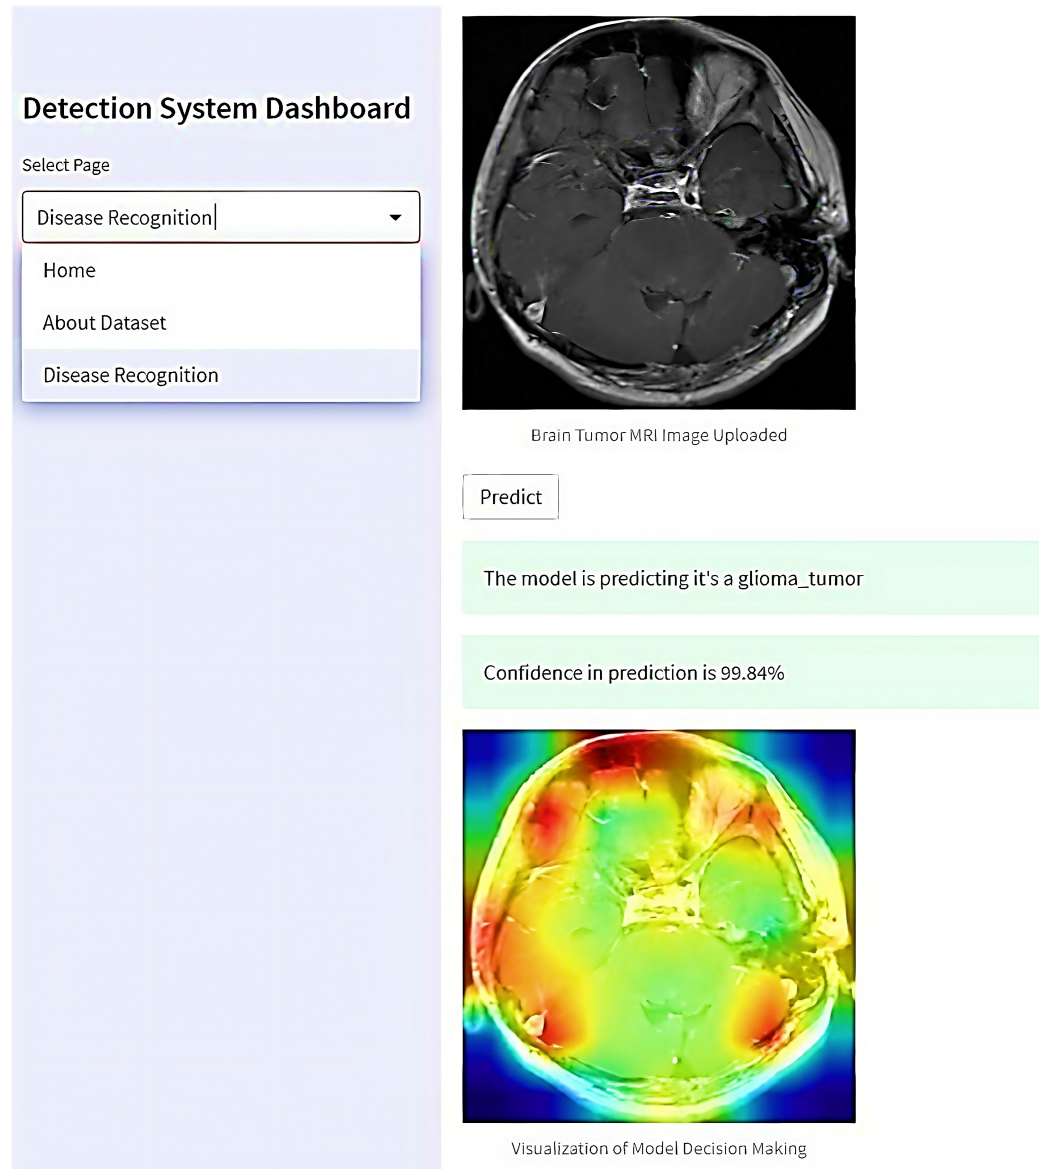 Detection System Dashboard
Select Page
Disease Recognition
Home
About Dataset
Disease Recognition
Brain Tumor MRI Image Uploaded
Predict
The model is predicting it's a glioma_tumor
Confidence in prediction is 99.84%
Visualization of Model Decision Making